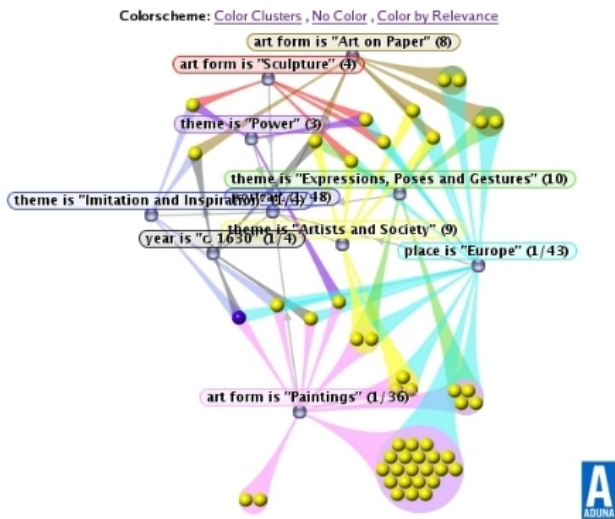 Colorscheme: Color Clusters , No Color , Color by Relevance
art form is "Art on Paper" (8)
art form is "Sculpture" (4)
theme is "Power" (3)
theme is "Expressions, Poses and Gestures" (10)
theme is "Imitation and Inspiration"
/48)
theme is "Artists and Society" (9)
year is "c. 1630" (1/4)
place is "Europe" (1/43)
art form is "Paintings" (1/36)
A
ADUNA